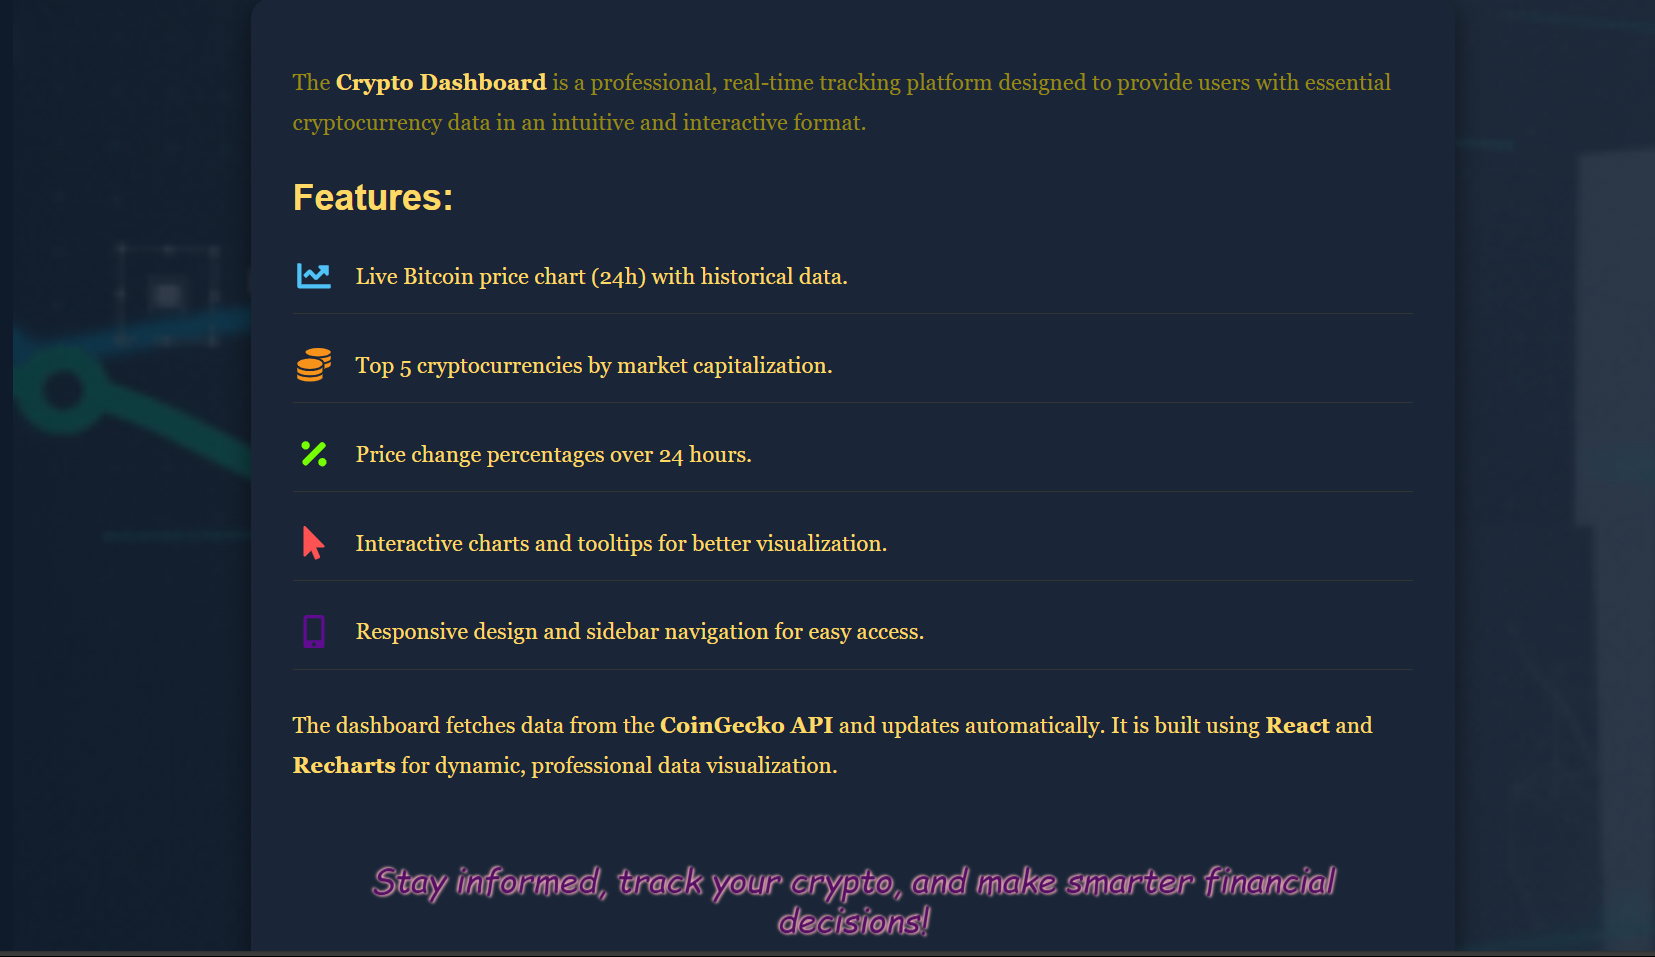 The Crypto Dashboard is a professional, real-time tracking platform designed to provide users with essential
cryptocurrency data in an intuitive and interactive format.
Features:
Live Bitcoin price chart (24h) with historical data.
Top 5 cryptocurrencies by market capitalization.
Price change percentages over 24 hours.
Interactive charts and tooltips for better visualization.
Responsive design and sidebar navigation for easy access.
The dashboard fetches data from the CoinGecko API and updates automatically. It is built using React and
Recharts for dynamic, professional data visualization.
Stay informed, track your crypto, and make smarter financial
decisions!